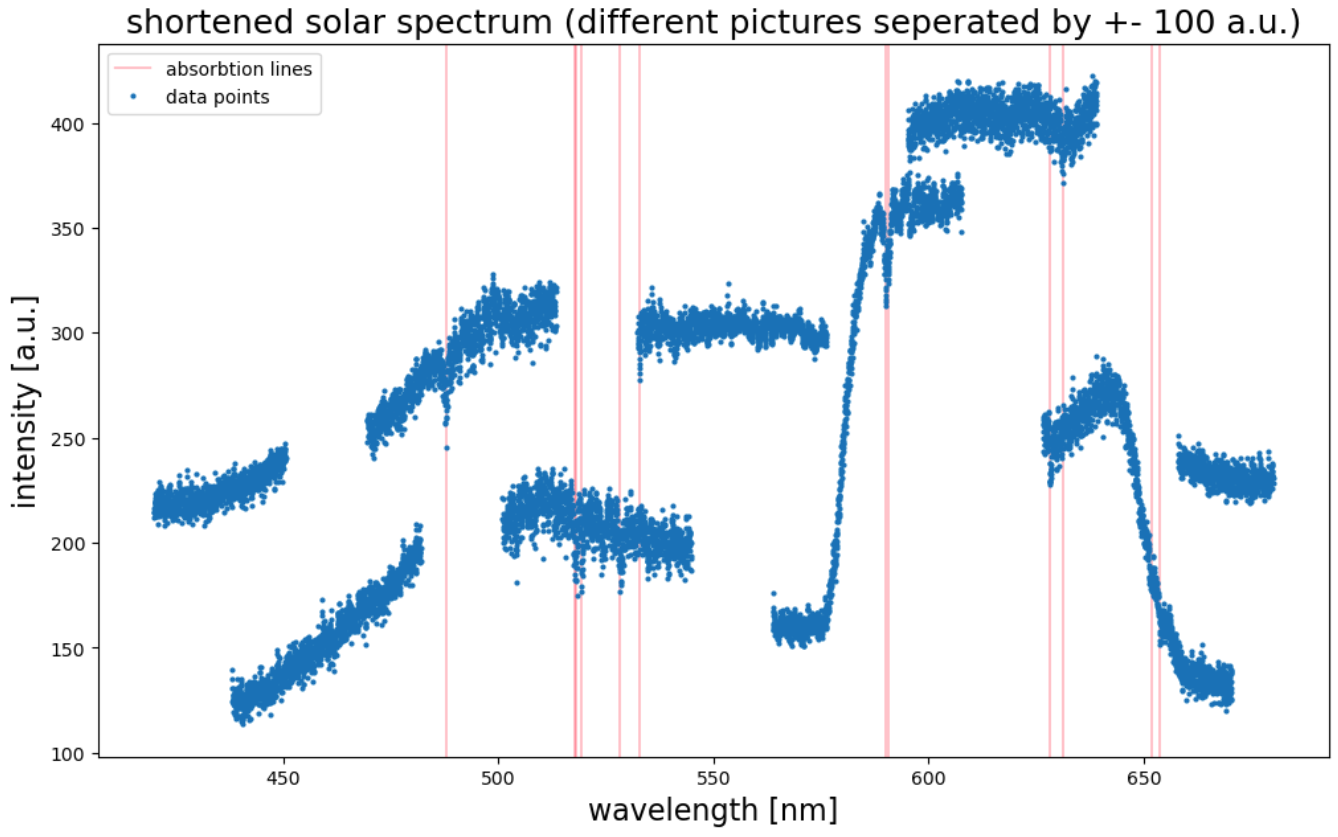 shortened solar spectrum (different pictures seperated by +- 100 a.u.)
absorbtion lines
data points
intensity [a.u.]
400
350
300
250
200
150
100
450 500 550 600 650
wavelength [nm]